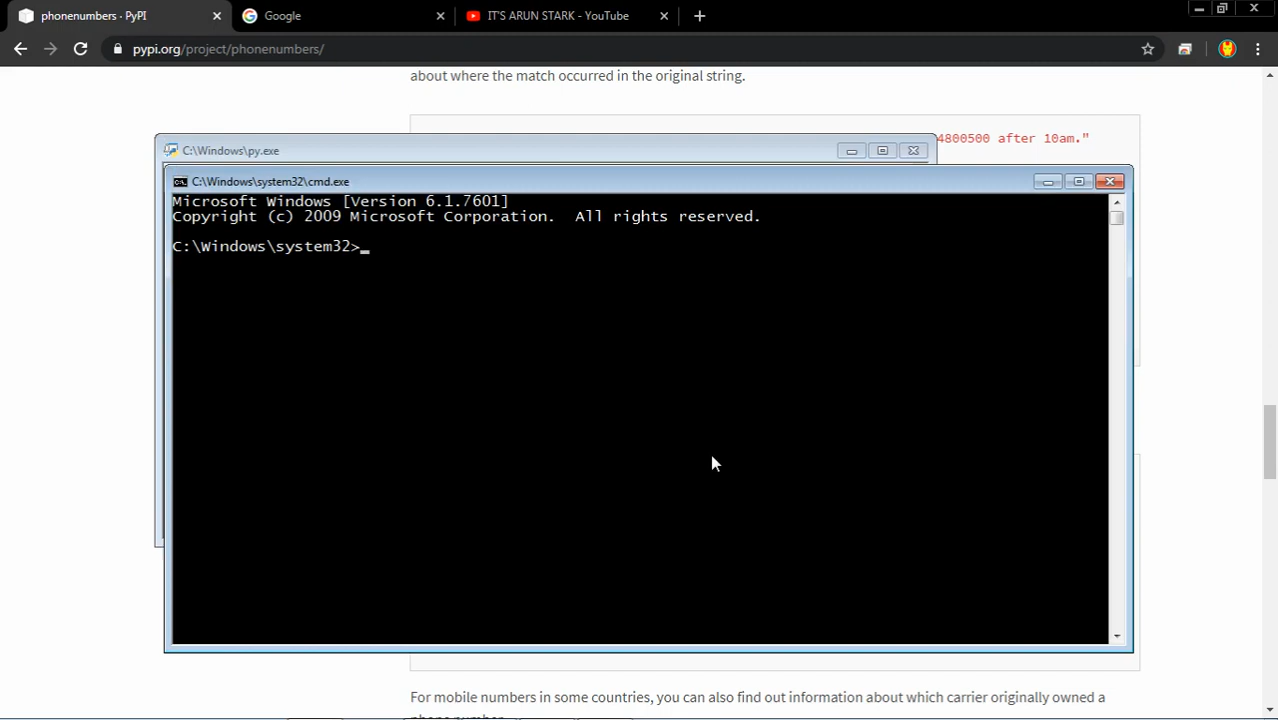 phonenumbers · PyPI
Google
IT'S ARUN STARK - YouTube
pypi.org/project/phonenumbers/
about where the match occurred in the original string.
4800500 after 10am."
C:\Windows\py.exe
C:\Windows\system32\cmd.exe
Microsoft Windows [Version 6.1.7601]
Copyright (c) 2009 Microsoft Corporation.  All rights reserved.
C:\Windows\system32>_
For mobile numbers in some countries, you can also find out information about which carrier originally owned a
phone number.